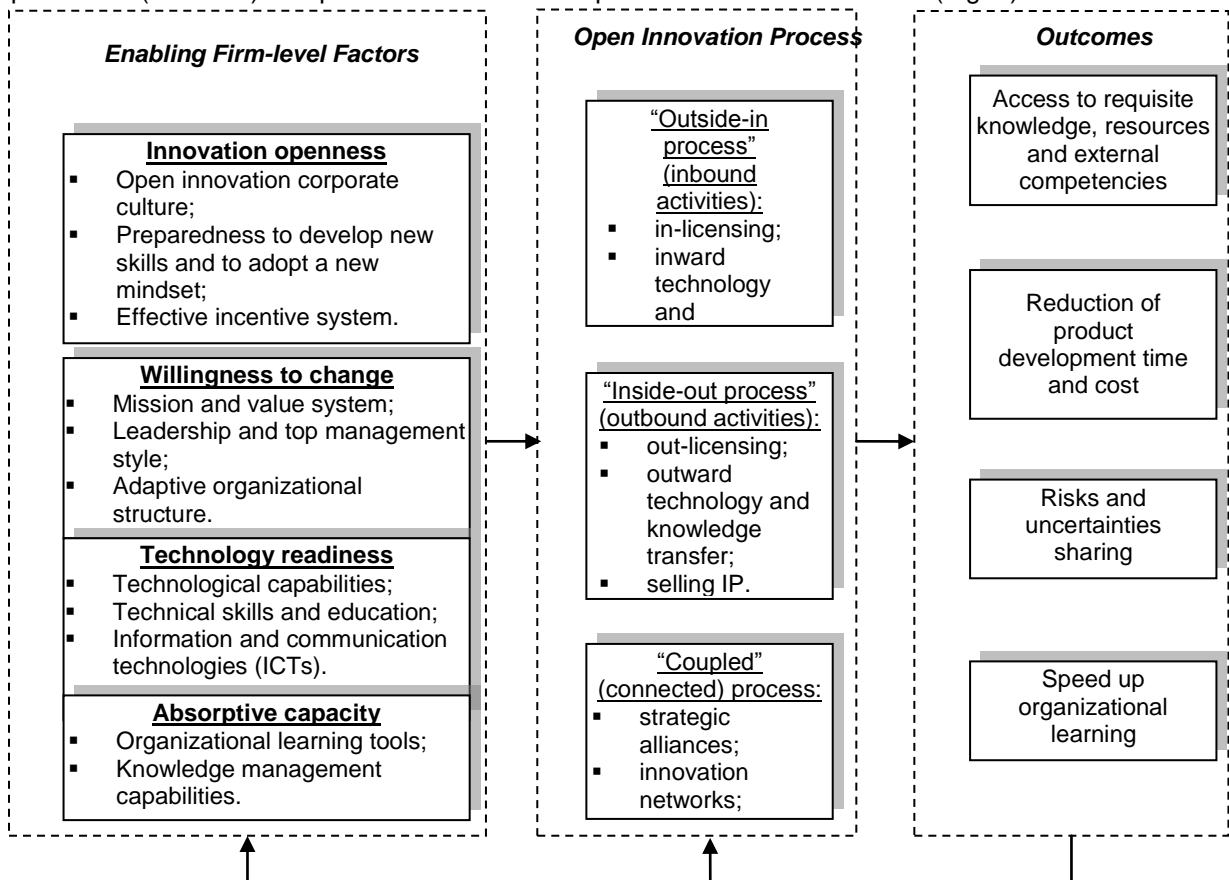 Enabling Firm-level Factors
Innovation openness
▪ Open innovation corporate
culture;
▪ Preparedness to develop new
skills and to adopt a new
mindset;
▪ Effective incentive system.
Willingness to change
▪ Mission and value system;
▪ Leadership and top management
style;
▪ Adaptive organizational
structure.
Technology readiness
▪ Technological capabilities;
▪ Technical skills and education;
▪ Information and communication
technologies (ICTs).
Absorptive capacity
▪ Organizational learning tools;
▪ Knowledge management
capabilities.
Open Innovation Process
“Outside-in
process”
(inbound
activities):
▪ in-licensing;
▪ inward
technology and
“Inside-out process”
(outbound activities):
▪ out-licensing;
▪ outward
technology and
knowledge
transfer;
▪ selling IP.
“Coupled”
(connected) process:
▪ strategic
alliances;
▪ innovation
networks;
Outcomes
Access to requisite
knowledge, resources
and external
competencies
Reduction of
product
development time
and cost
Risks and
uncertainties
sharing
Speed up
organizational
learning